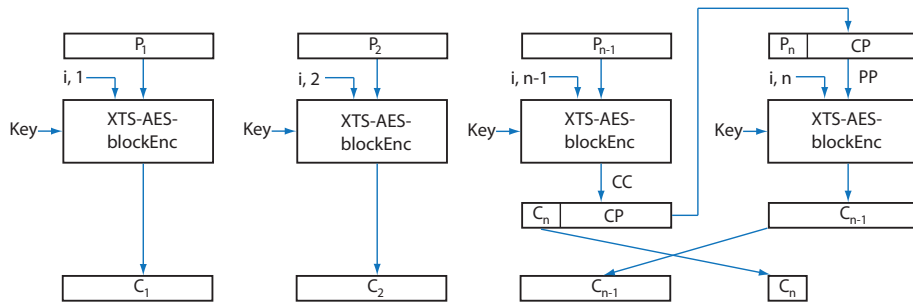 P₁ P₂ Pₙ₋₁ Pₙ CP
i, 1 i, 2 i, n-1 i, n PP
Key XTS-AES-blockEnc Key XTS-AES-blockEnc Key XTS-AES-blockEnc Key XTS-AES-blockEnc
CC
Cₙ CP Cₙ₋₁
C₁ C₂ Cₙ₋₁ Cₙ